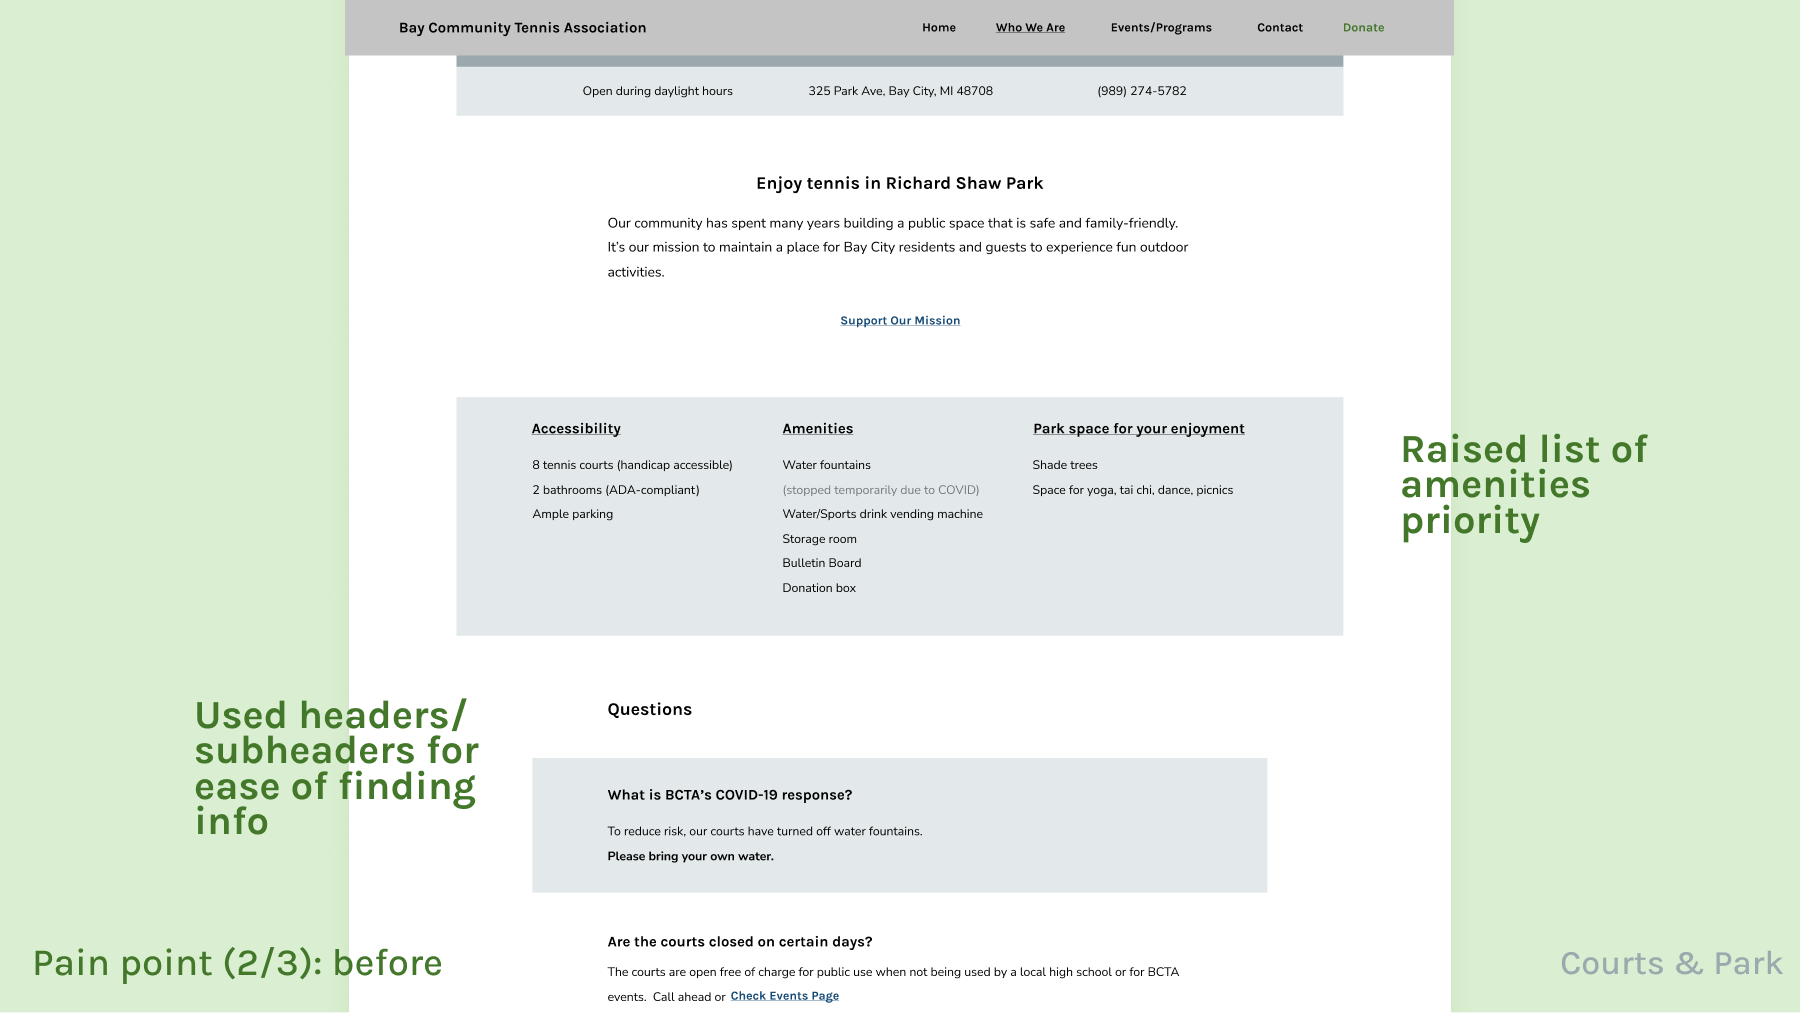 Bay Community Tennis Association
Home Who We Are Events/Programs Contact Donate
Open during daylight hours 325 Park Ave, Bay City, MI 48708 (989) 274-5782
Enjoy tennis in Richard Shaw Park
Our community has spent many years building a public space that is safe and family-friendly.
It's our mission to maintain a place for Bay City residents and guests to experience fun outdoor
activities.
Support Our Mission
Accessibility
8 tennis courts (handicap accessible)
2 bathrooms (ADA-compliant)
Ample parking
Amenities
Water fountains
(stopped temporarily due to COVID)
Water/Sports drink vending machine
Storage room
Bulletin Board
Donation box
Park space for your enjoyment
Shade trees
Space for yoga, tai chi, dance, picnics
Raised list of
amenities
priority
Used headers/
subheaders for
ease of finding
info
Questions
What is BCTA's COVID-19 response?
To reduce risk, our courts have turned off water fountains.
Please bring your own water.
Are the courts closed on certain days?
The courts are open free of charge for public use when not being used by a local high school or for BCTA
events. Call ahead or Check Events Page
Pain point (2/3): before
Courts & Park